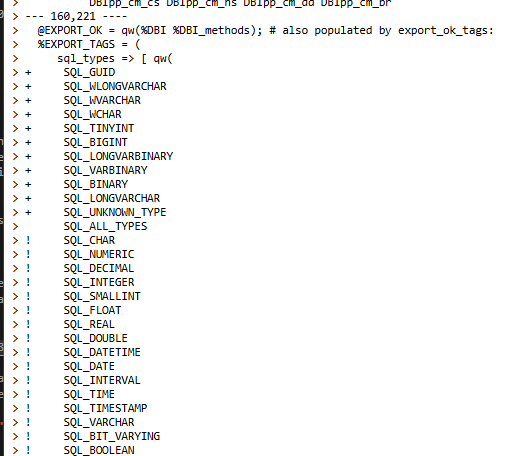 > DBIpp_cm_cs DBIpp_cm_hs DBIpp_cm_dd DBIpp_cm_br
> --- 160,221 ----
>   @EXPORT_OK = qw(%DBI %DBI_methods); # also populated by export_ok_tags:
>   %EXPORT_TAGS = (
>      sql_types => [ qw(
> +     SQL_GUID
> +     SQL_WLONGVARCHAR
> +     SQL_WVARCHAR
> +     SQL_WCHAR
> +     SQL_TINYINT
> +     SQL_BIGINT
> +     SQL_LONGVARBINARY
> +     SQL_VARBINARY
> +     SQL_BINARY
> +     SQL_LONGVARCHAR
> +     SQL_UNKNOWN_TYPE
>       SQL_ALL_TYPES
> !     SQL_CHAR
> !     SQL_NUMERIC
> !     SQL_DECIMAL
> !     SQL_INTEGER
> !     SQL_SMALLINT
> !     SQL_FLOAT
> !     SQL_REAL
> !     SQL_DOUBLE
> !     SQL_DATETIME
> !     SQL_DATE
> !     SQL_INTERVAL
> !     SQL_TIME
> !     SQL_TIMESTAMP
> !     SQL_VARCHAR
> !     SQL_BIT_VARYING
> !     SQL_BOOLEAN